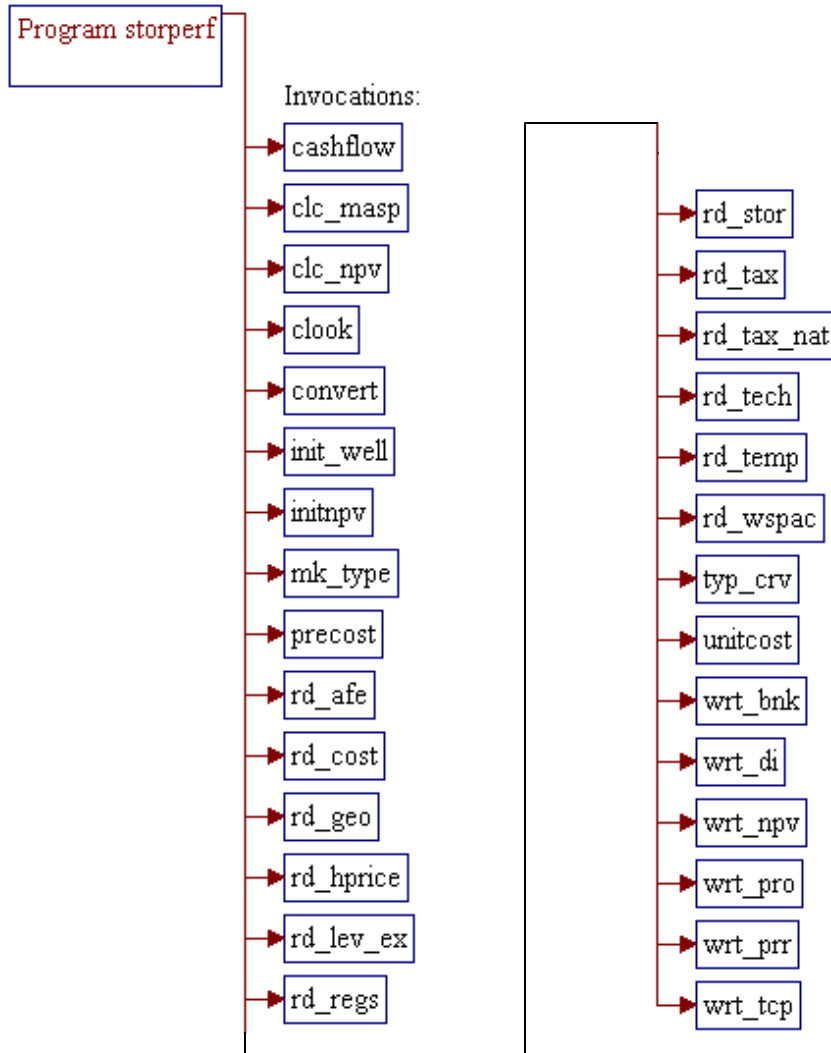 Program storperf
Invocations:
cashflow
clc_masp
clc_npv
clook
convert
init_well
initnpv
mk_type
precost
rd_afe
rd_cost
rd_geo
rd_hprice
rd_lev_ex
rd_regs
rd_stor
rd_tax
rd_tax_nat
rd_tech
rd_temp
rd_wspac
typ_crv
unitcost
wrt_bnk
wrt_di
wrt_npv
wrt_pro
wrt_prr
wrt_tcp